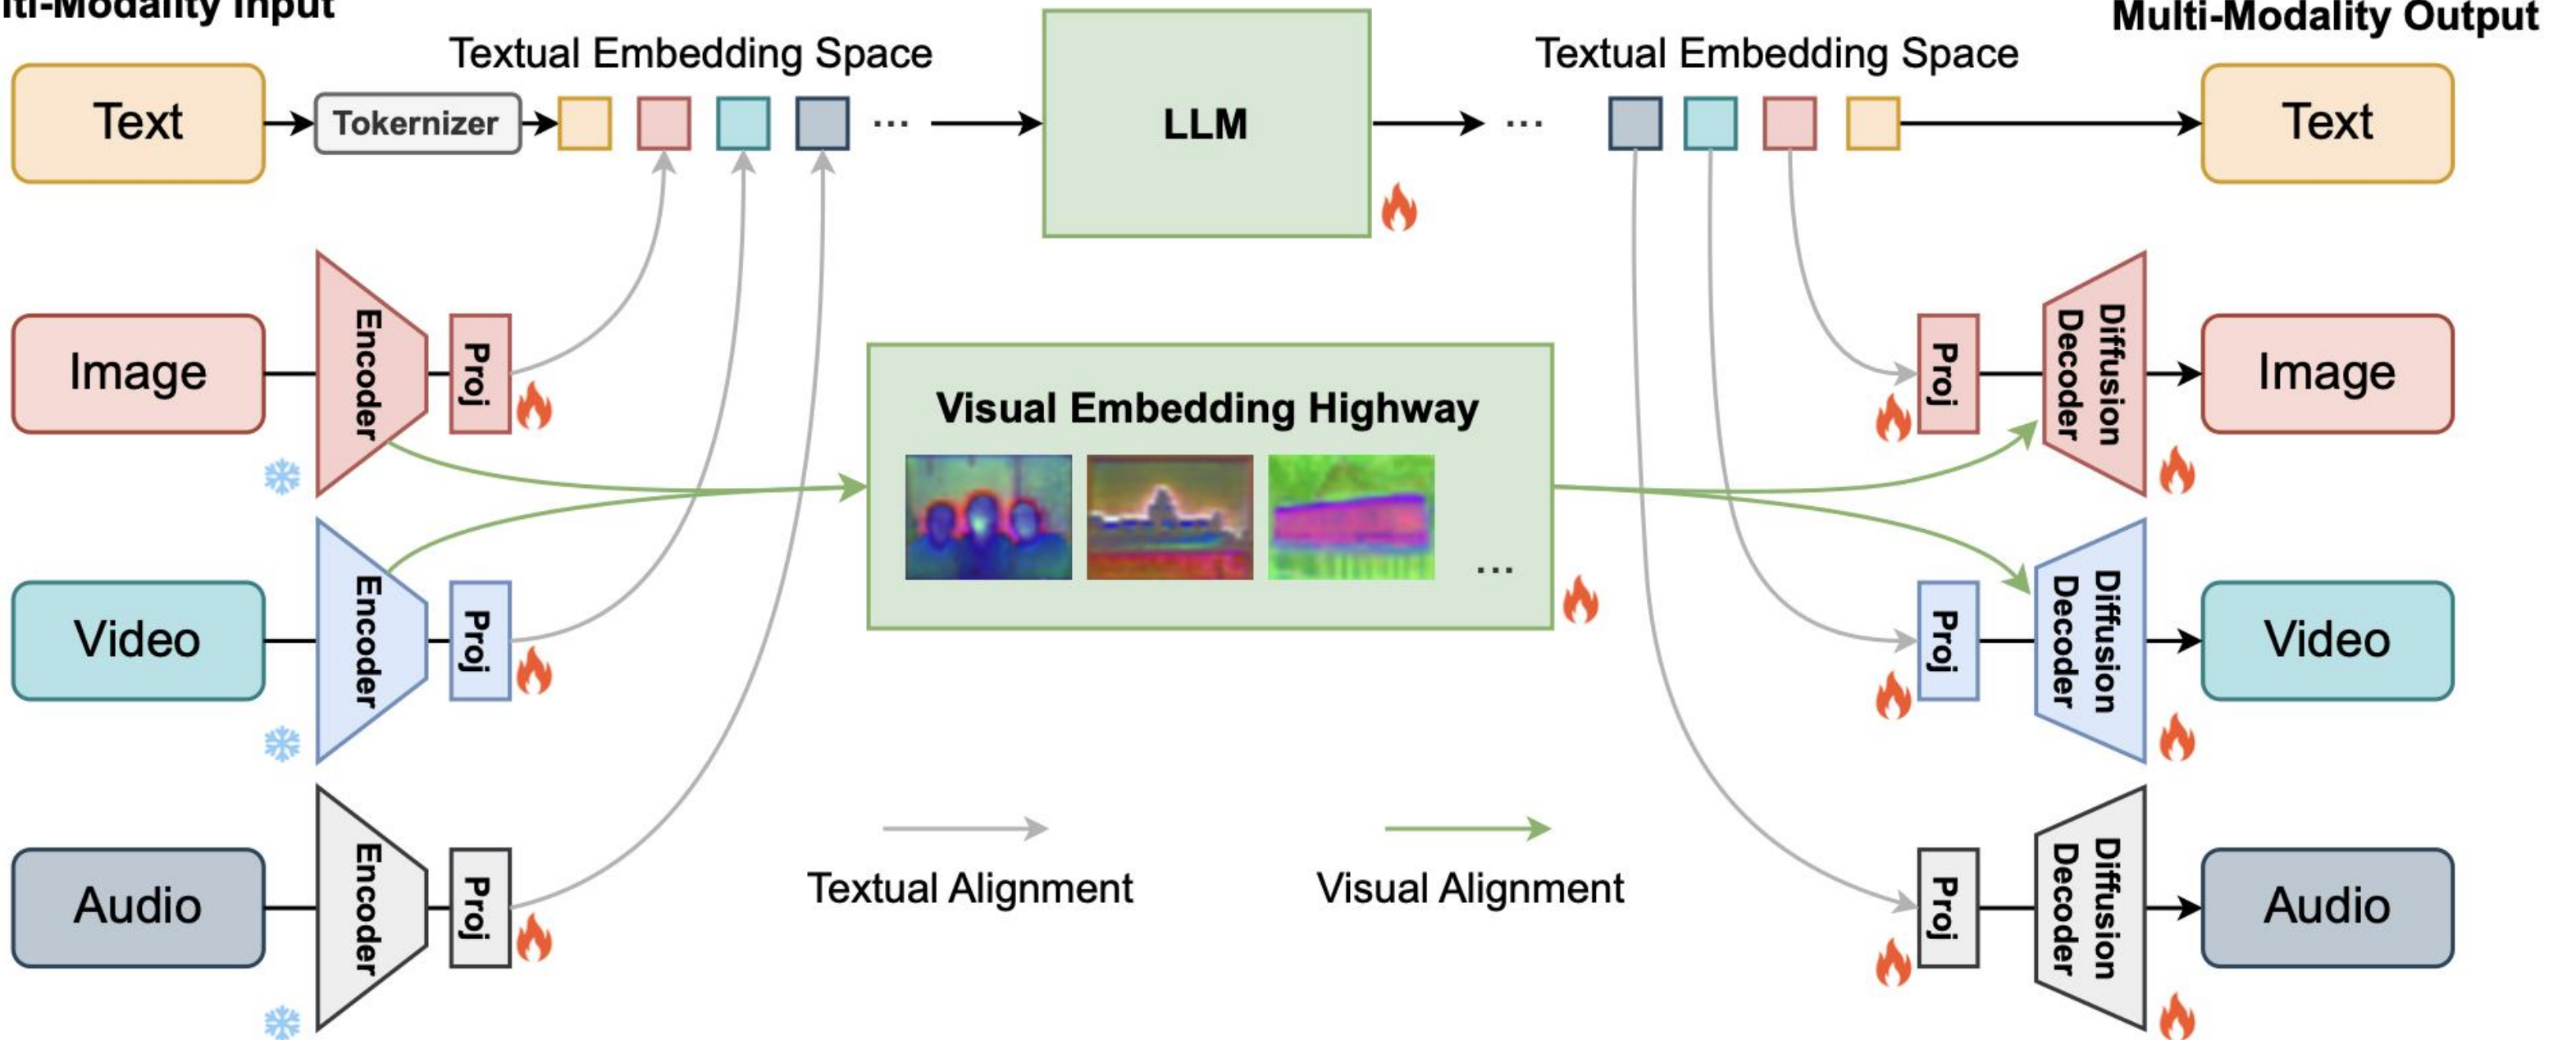 lti-Modality Input
Multi-Modality Output
Textual Embedding Space
Textual Embedding Space
Text
Tokernizer
...
LLM
...
Text
Image
Encoder
Proj
Visual Embedding Highway
...
Proj
Diffusion
Decoder
Image
Video
Encoder
Proj
Proj
Diffusion
Decoder
Video
Audio
Encoder
Proj
Textual Alignment
Visual Alignment
Proj
Diffusion
Decoder
Audio